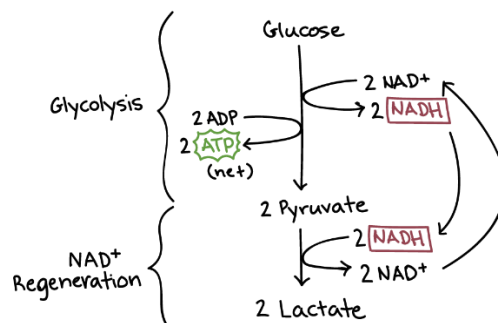 Glucose
2 NAD+
Glycolysis
2 NADH
2 ADP
2 ATP
(net)
2 Pyruvate
2 NADH
NAD+
Regeneration
2 NAD+
2 Lactate